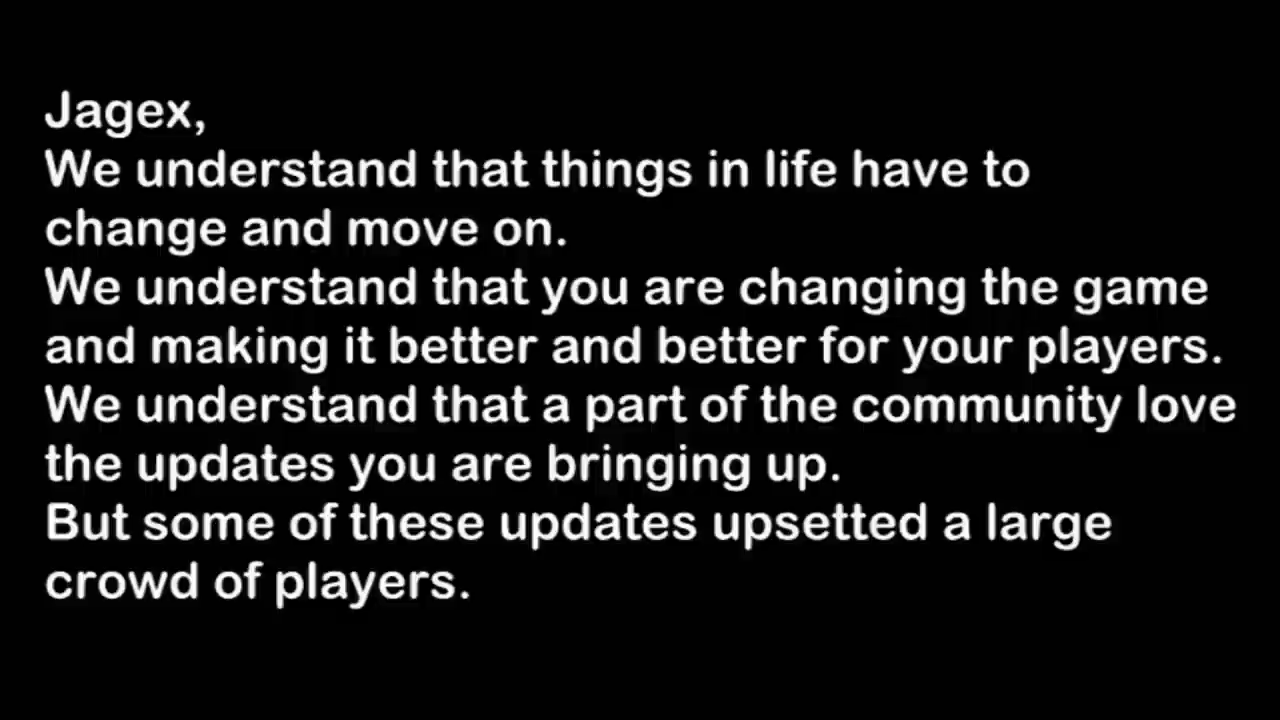 Jagex,
We understand that things in life have to
change and move on.
We understand that you are changing the game
and making it better and better for your players.
We understand that a part of the community love
the updates you are bringing up.
But some of these updates upsetted a large
crowd of players.